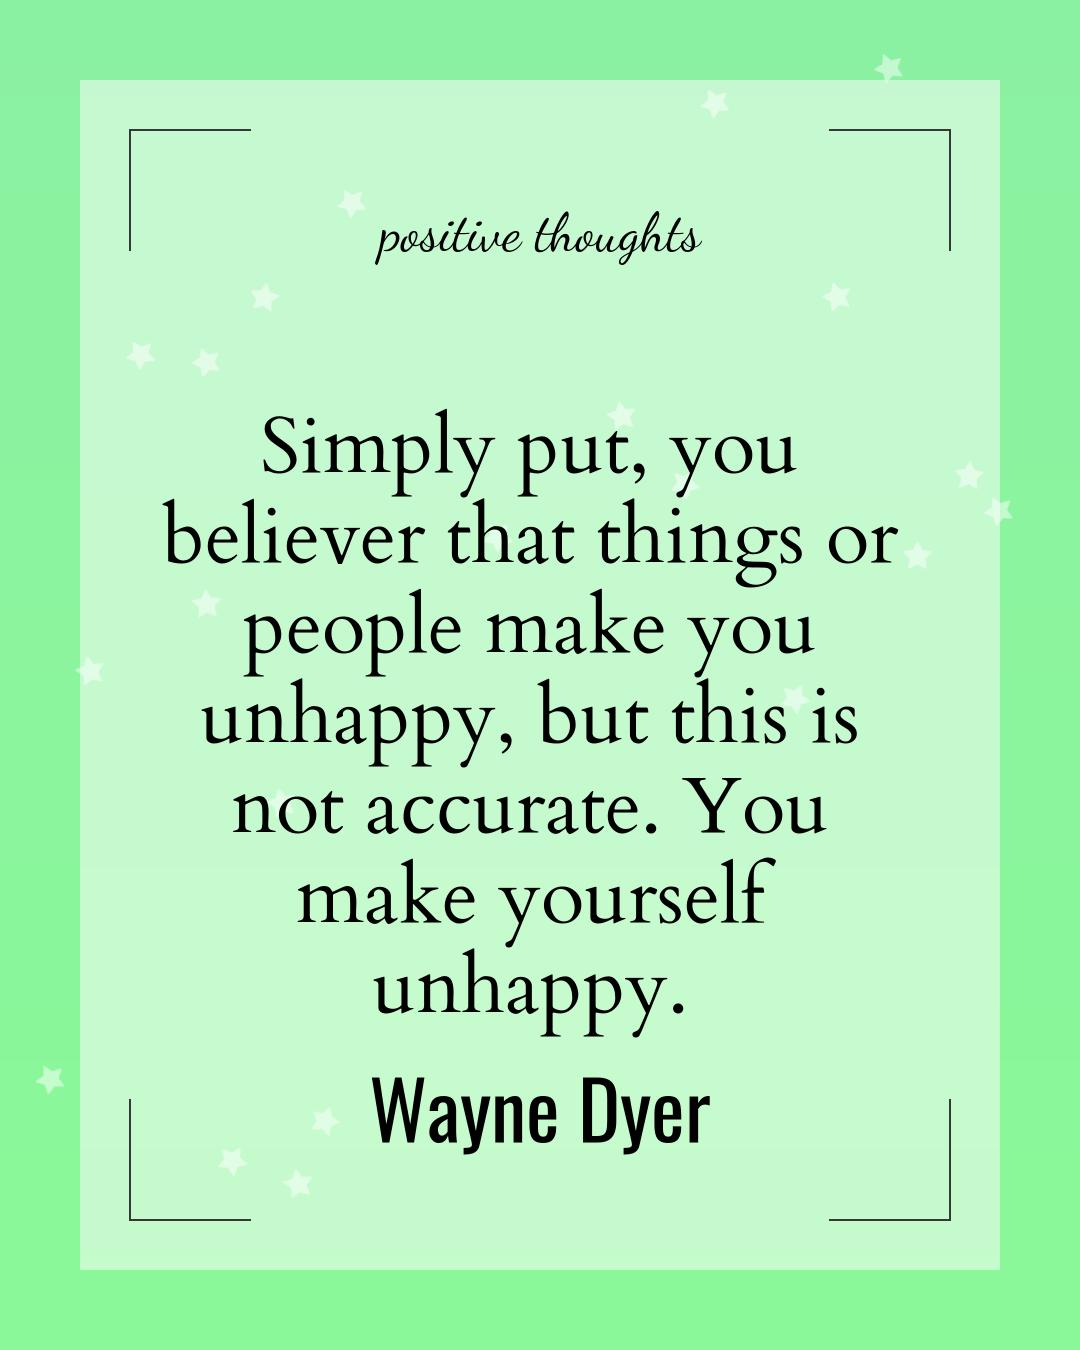 positive thoughts
Simply put, you
believer that things or
people make you
unhappy, but this is
not accurate. You
make yourself
unhappy.
Wayne Dyer